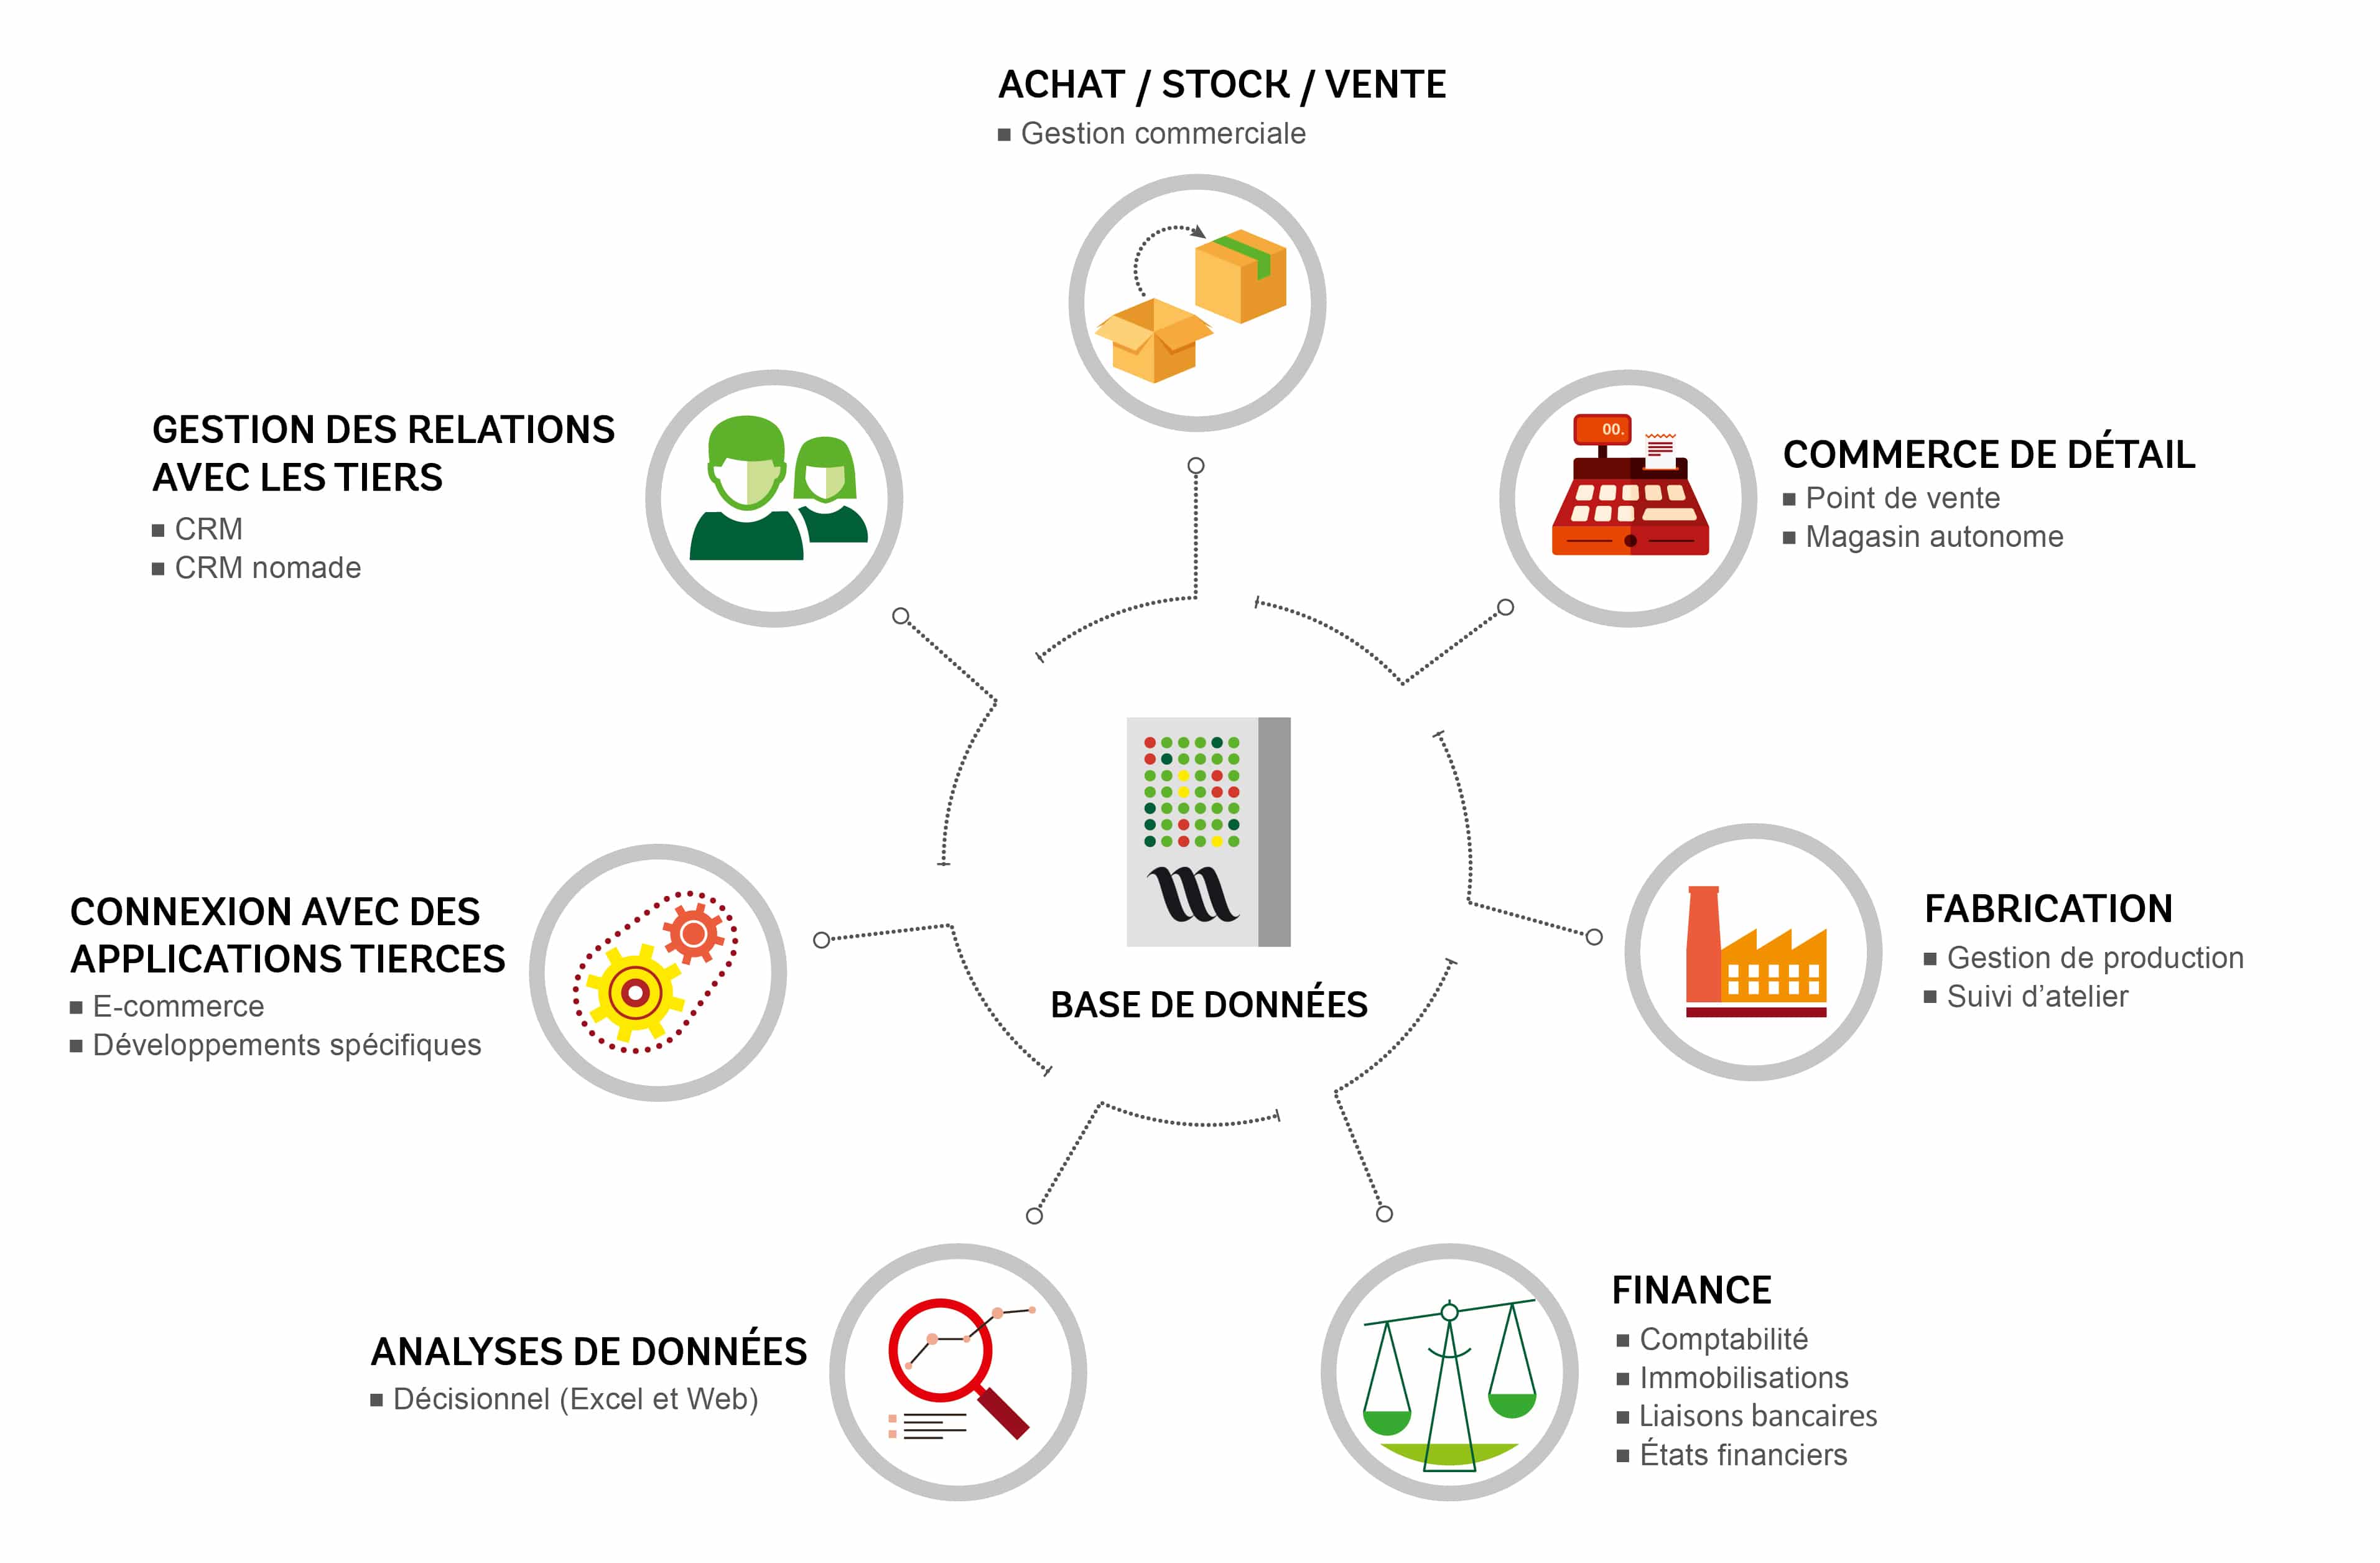 ACHAT / STOCK / VENTE
■ Gestion commerciale
GESTION DES RELATIONS
AVEC LES TIERS
■ CRM
■ CRM nomade
00.
COMMERCE DE DÉTAIL
■ Point de vente
■ Magasin autonome
CONNEXION AVEC DES
APPLICATIONS TIERCES
■ E-commerce
■ Développements spécifiques
BASE DE DONNÉES
FABRICATION
■ Gestion de production
■ Suivi d’atelier
ANALYSES DE DONNÉES
■ Décisionnel (Excel et Web)
FINANCE
■ Comptabilité
■ Immobilisations
■ Liaisons bancaires
■ États financiers